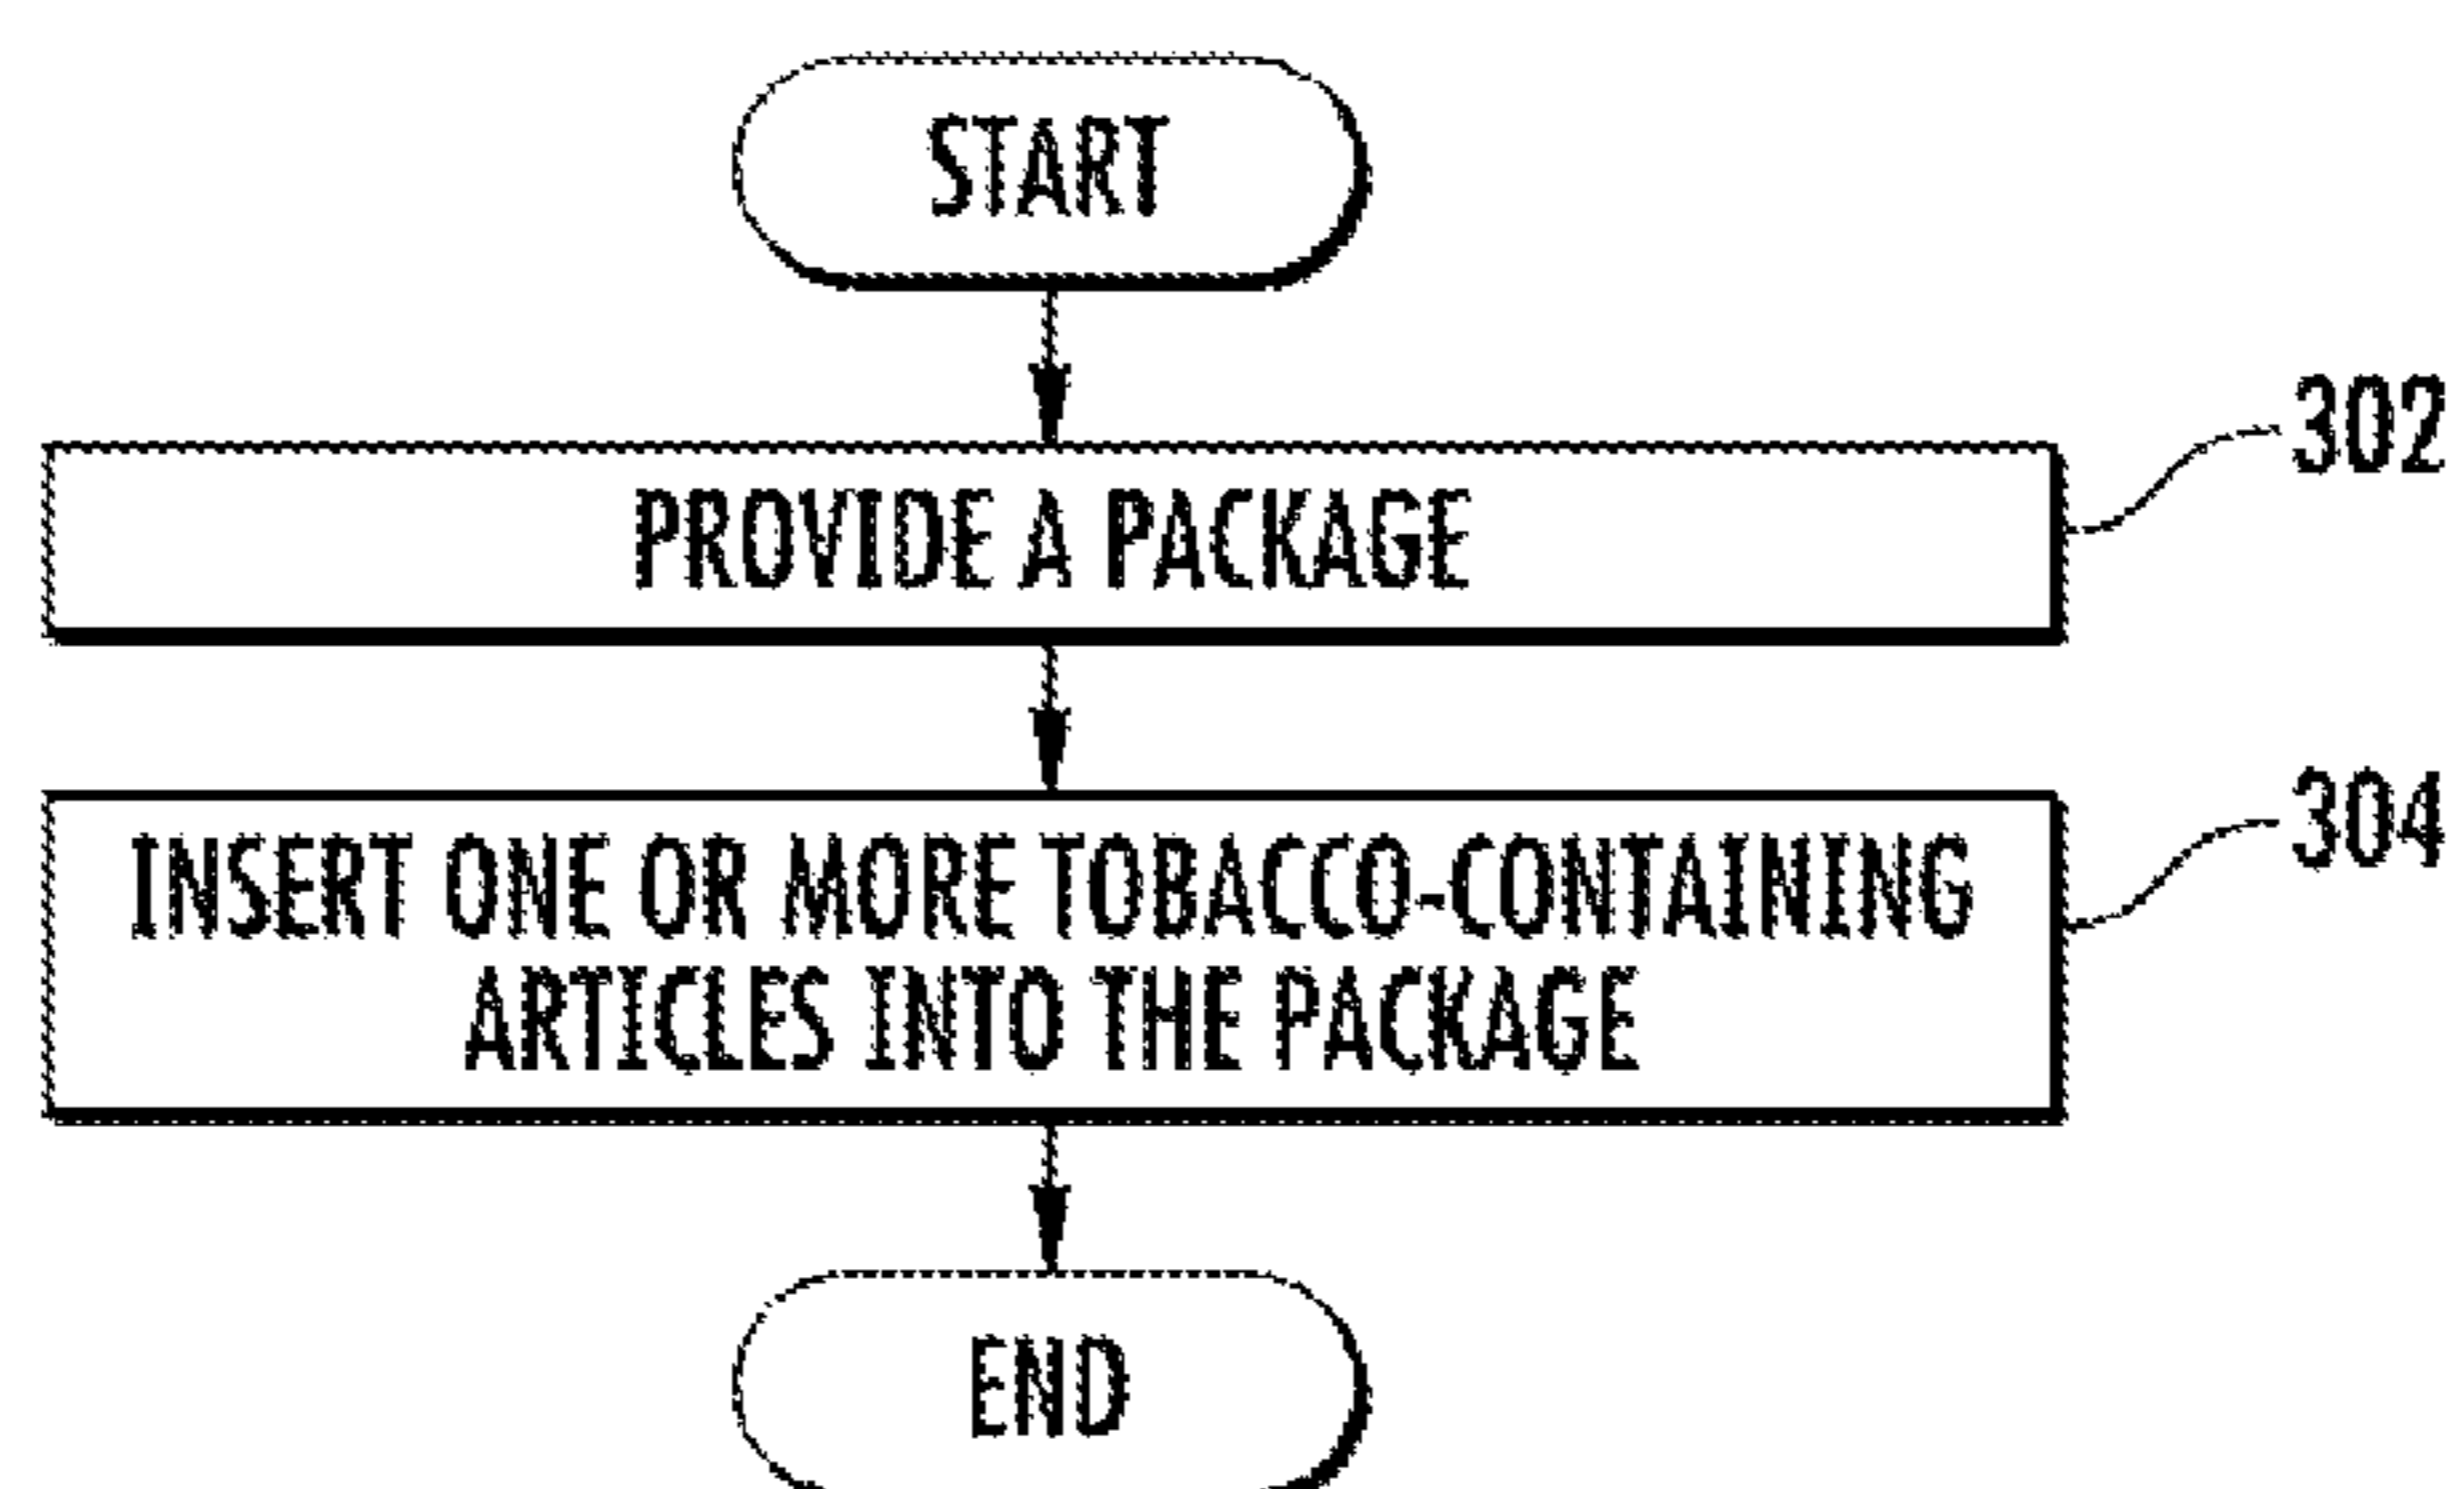 START
302
PROVIDE A PACKAGE
304
INSERT ONE OR MORE TOBACCO-CONTAINING
ARTICLES INTO THE PACKAGE
END